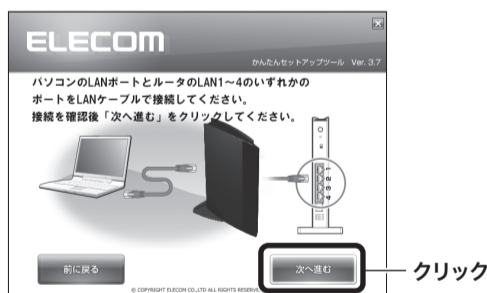 ELECOM
かんたんセットアップツール Ver. 3.7
パソコンのLANポートとルータのLAN1～4のいずれかの
ポートをLANケーブルで接続してください。
接続を確認後「次へ進む」をクリックしてください。
1
2
3
4
前に戻る
次へ進む
クリック
© COPYRIGHT ELECOM CO.,LTD ALL RIGHTS RESERVE